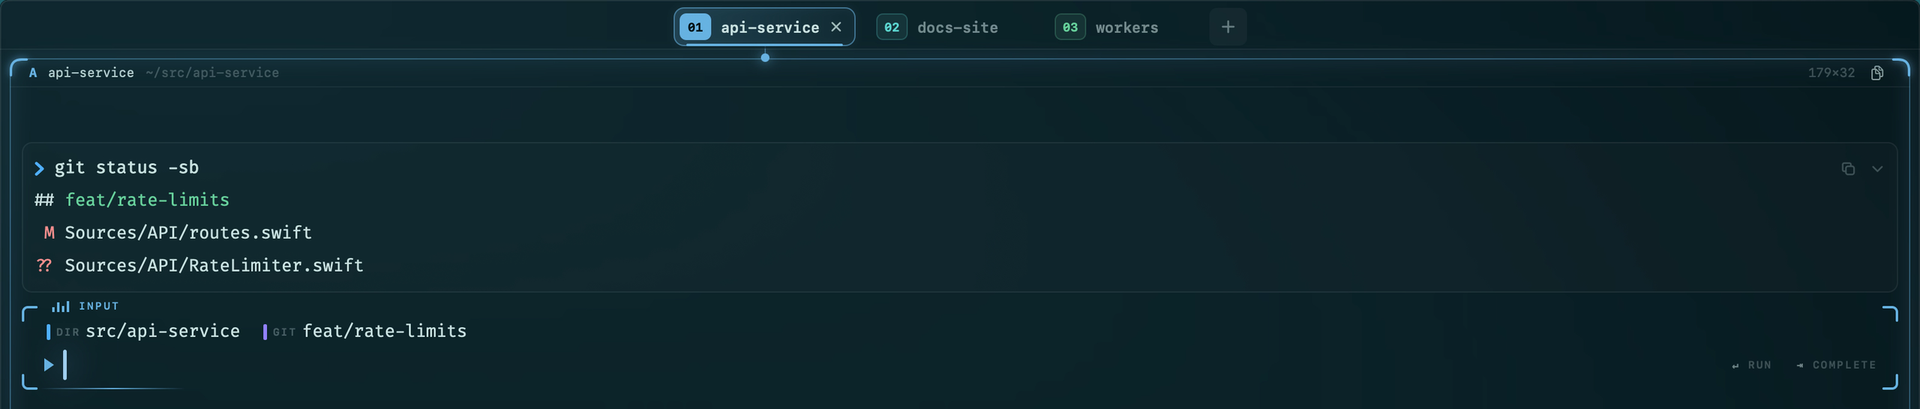 01 api-service × 02 docs-site 03 workers +
A api-service ~/src/api-service 179×32
git status -sb
## feat/rate-limits
M Sources/API/routes.swift
?? Sources/API/RateLimiter.swift
INPUT
DIR src/api-service GIT feat/rate-limits
↵ RUN ⇥ COMPLETE